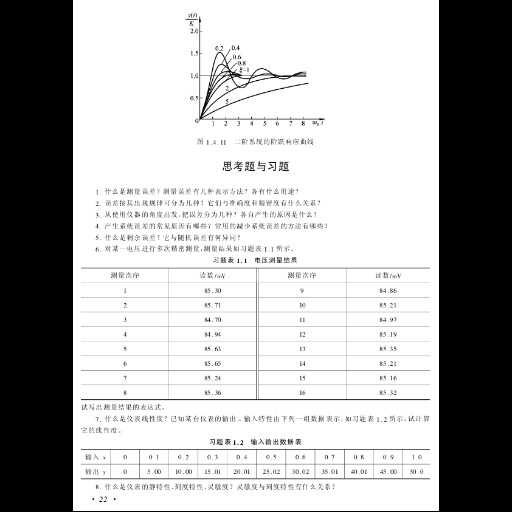 y(t)
K
2.0
1.5
1.0
0.5
0
0.2
0.4
0.6
0.8
ξ=1
2
5
1 2 3 4 5 6 7 8 ω₀ t
图 1.4.11 二阶系统的阶跃响应曲线
思考题与习题
1. 什么是测量误差？测量误差有几种表示方法？各有什么用途？
2. 误差按其出现规律可分为几种？它们与准确度和精密度有什么关系？
3. 从使用仪器的角度出发，把误差分为几种？各自产生的原因是什么？
4. 产生系统误差的常见原因有哪些？常用的减少系统误差的方法有哪些？
5. 什么是剩余误差？它与随机误差有何异同？
6. 对某一电压进行多次精密测量，测量结果如习题表 1.1 所示。
习题表 1.1 电压测量结果
测量次序 读数/mV 测量次序 读数/mV
1 85.30 9 84.86
2 85.71 10 85.21
3 84.70 11 84.97
4 84.94 12 85.19
5 85.63 13 85.35
6 85.65 14 85.21
7 85.24 15 85.16
8 85.36 16 85.32
试写出测量结果的表达式。
7. 什么是仪表线性度？已知某台仪表的输出–输入特性由下列一组数据表示，如习题表 1.2 所示，试计算
它的线性度。
习题表 1.2 输入输出数据表
输入 x 0 0.1 0.2 0.3 0.4 0.5 0.6 0.7 0.8 0.9 1.0
输出 y 0 5.00 10.00 15.01 20.01 25.02 30.02 35.01 40.01 45.00 50.0
8. 什么是仪表的静特性、刻度特性、灵敏度？灵敏度与刻度特性有什么关系？
· 22 ·